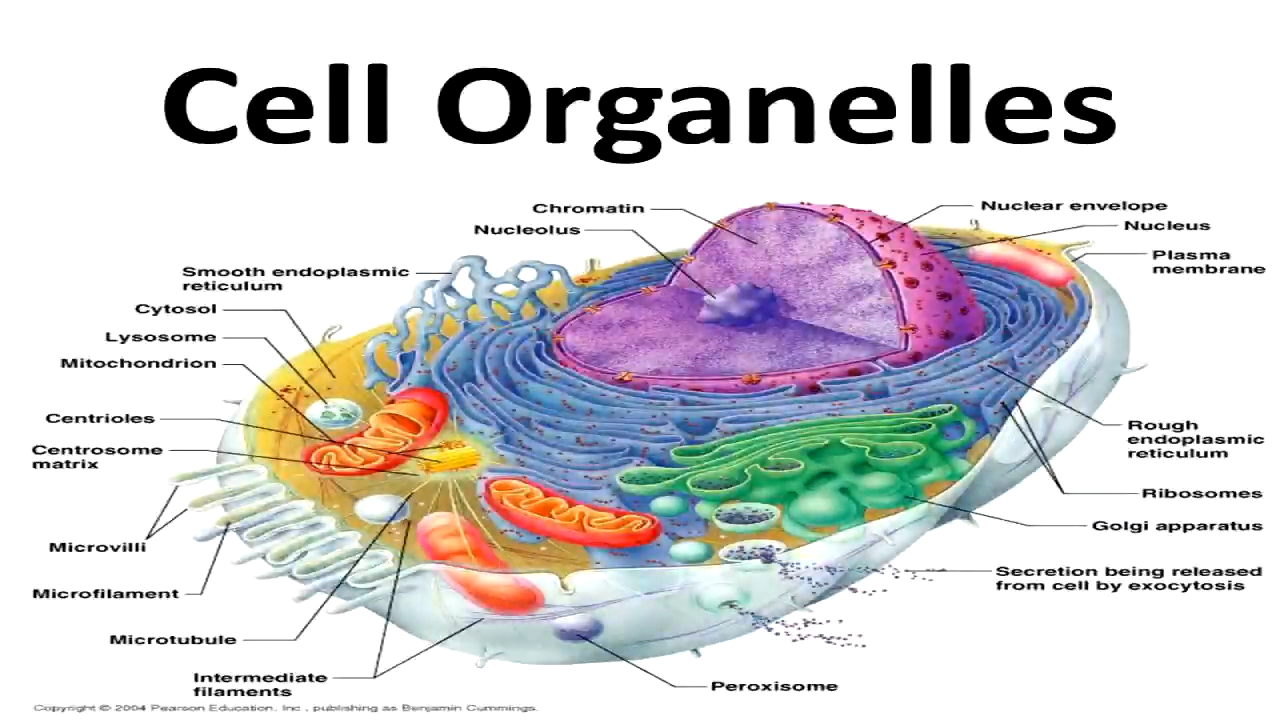 Cell Organelles
Chromatin
Nucleolus
Smooth endoplasmic
reticulum
Cytosol
Lysosome
Mitochondrion
Centrioles
Centrosome
matrix
Microvilli
Microfilament
Microtubule
Intermediate
filaments
Nuclear envelope
Nucleus
Plasma
membrane
Rough
endoplasmic
reticulum
Ribosomes
Golgi apparatus
Secretion being released
from cell by exocytosis
Peroxisome
Copyright © 2004 Pearson Education, Inc., publishing as Benjamin Cummings.